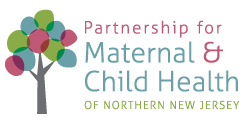 Partnership for
Maternal &
Child Health
OF NORTHERN NEW JERSEY